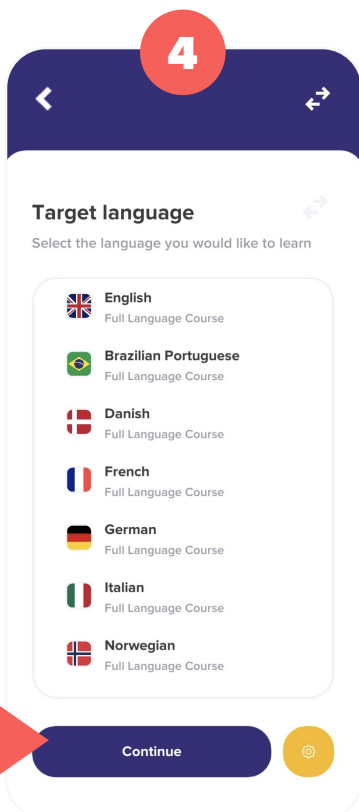 4
Target language
Select the language you would like to learn
English
Full Language Course
Brazilian Portuguese
Full Language Course
Danish
Full Language Course
French
Full Language Course
German
Full Language Course
Italian
Full Language Course
Norwegian
Full Language Course
Continue